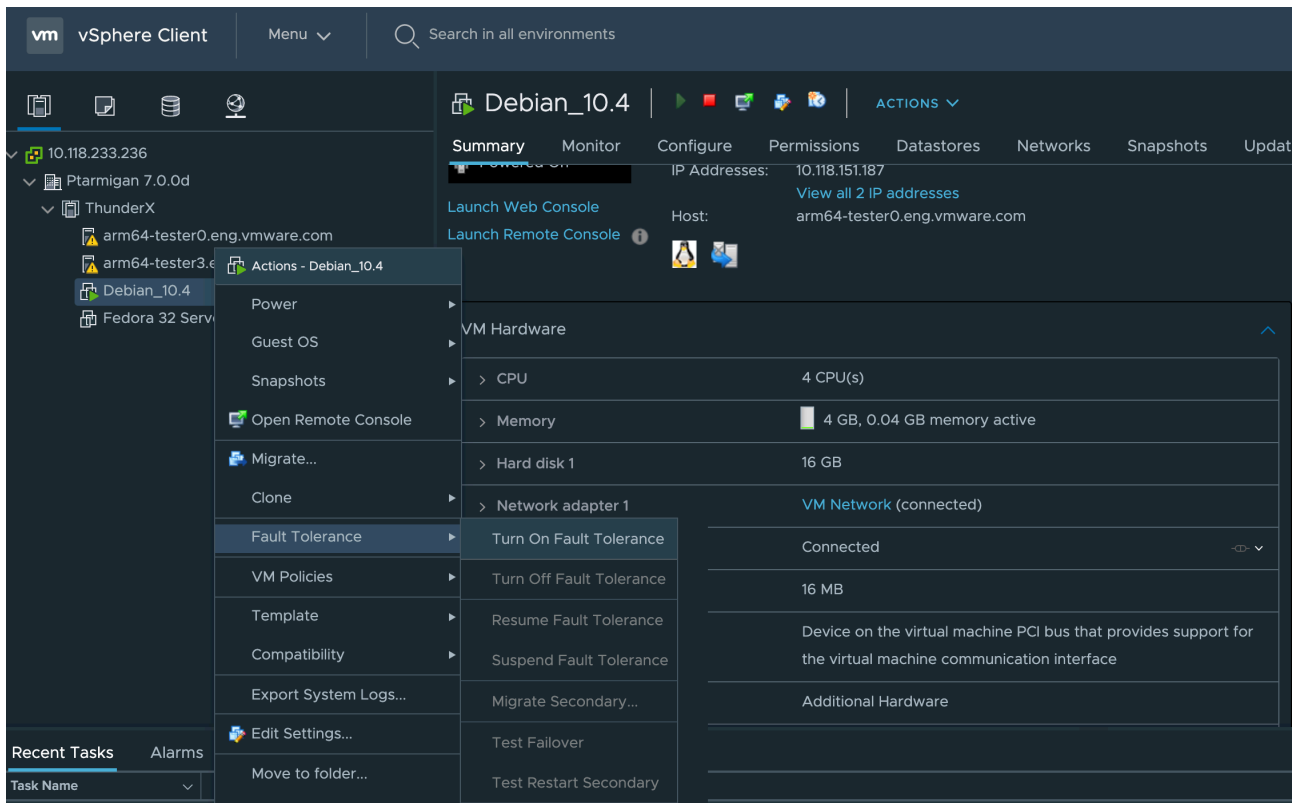 vm vSphere Client Menu Search in all environments
Debian_10.4 ACTIONS
Summary Monitor Configure Permissions Datastores Networks Snapshots Updat
10.118.233.236
Ptarmigan 7.0.0d
ThunderX
arm64-tester0.eng.vmware.com
arm64-tester3.e
Debian_10.4
Fedora 32 Serv
Powered On
Launch Web Console
Launch Remote Console
IP Addresses: 10.118.151.187
View all 2 IP addresses
Host: arm64-tester0.eng.vmware.com
Actions - Debian_10.4
Power
Guest OS
Snapshots
Open Remote Console
Migrate...
Clone
Fault Tolerance
VM Policies
Template
Compatibility
Export System Logs...
Edit Settings...
Move to folder...
Turn On Fault Tolerance
Turn Off Fault Tolerance
Resume Fault Tolerance
Suspend Fault Tolerance
Migrate Secondary...
Test Failover
Test Restart Secondary
VM Hardware
CPU 4 CPU(s)
Memory 4 GB, 0.04 GB memory active
Hard disk 1 16 GB
Network adapter 1 VM Network (connected)
Connected
16 MB
Device on the virtual machine PCI bus that provides support for
the virtual machine communication interface
Additional Hardware
Recent Tasks Alarms
Task Name